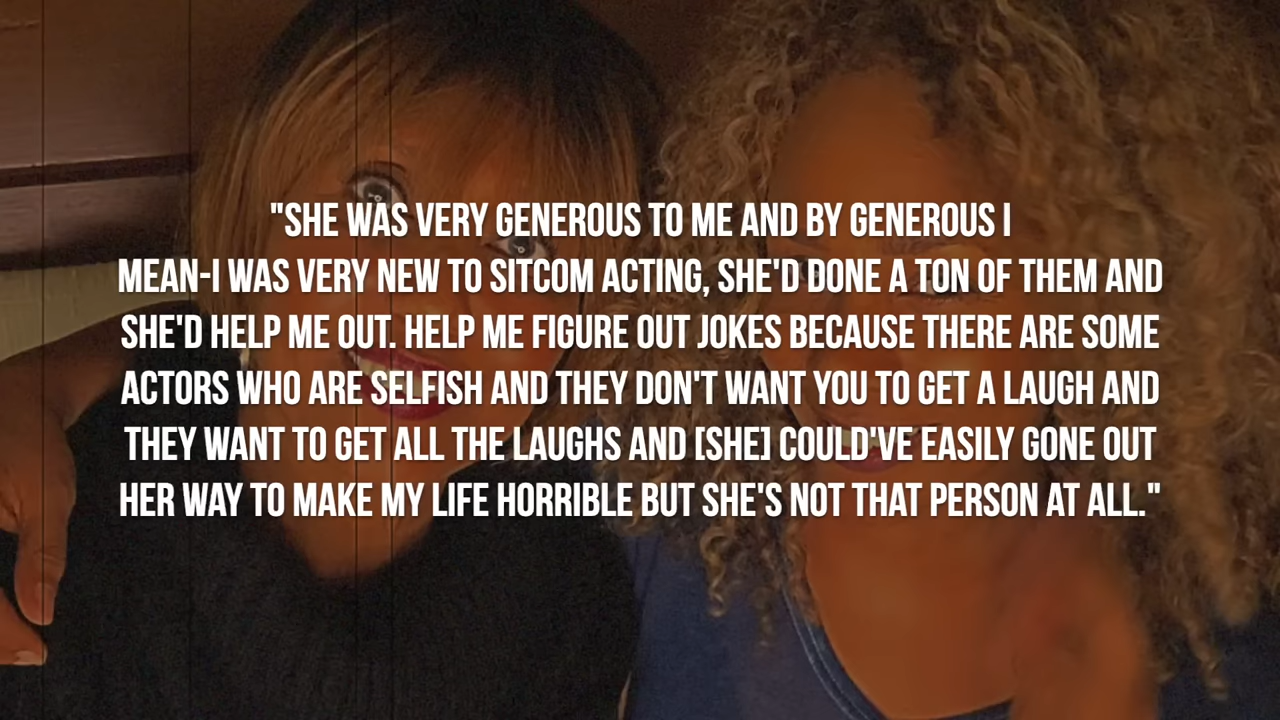 "SHE WAS VERY GENEROUS TO ME AND BY GENEROUS I
MEAN-I WAS VERY NEW TO SITCOM ACTING, SHE'D DONE A TON OF THEM AND
SHE'D HELP ME OUT. HELP ME FIGURE OUT JOKES BECAUSE THERE ARE SOME
ACTORS WHO ARE SELFISH AND THEY DON'T WANT YOU TO GET A LAUGH AND
THEY WANT TO GET ALL THE LAUGHS AND [SHE] COULD'VE EASILY GONE OUT
HER WAY TO MAKE MY LIFE HORRIBLE BUT SHE'S NOT THAT PERSON AT ALL."